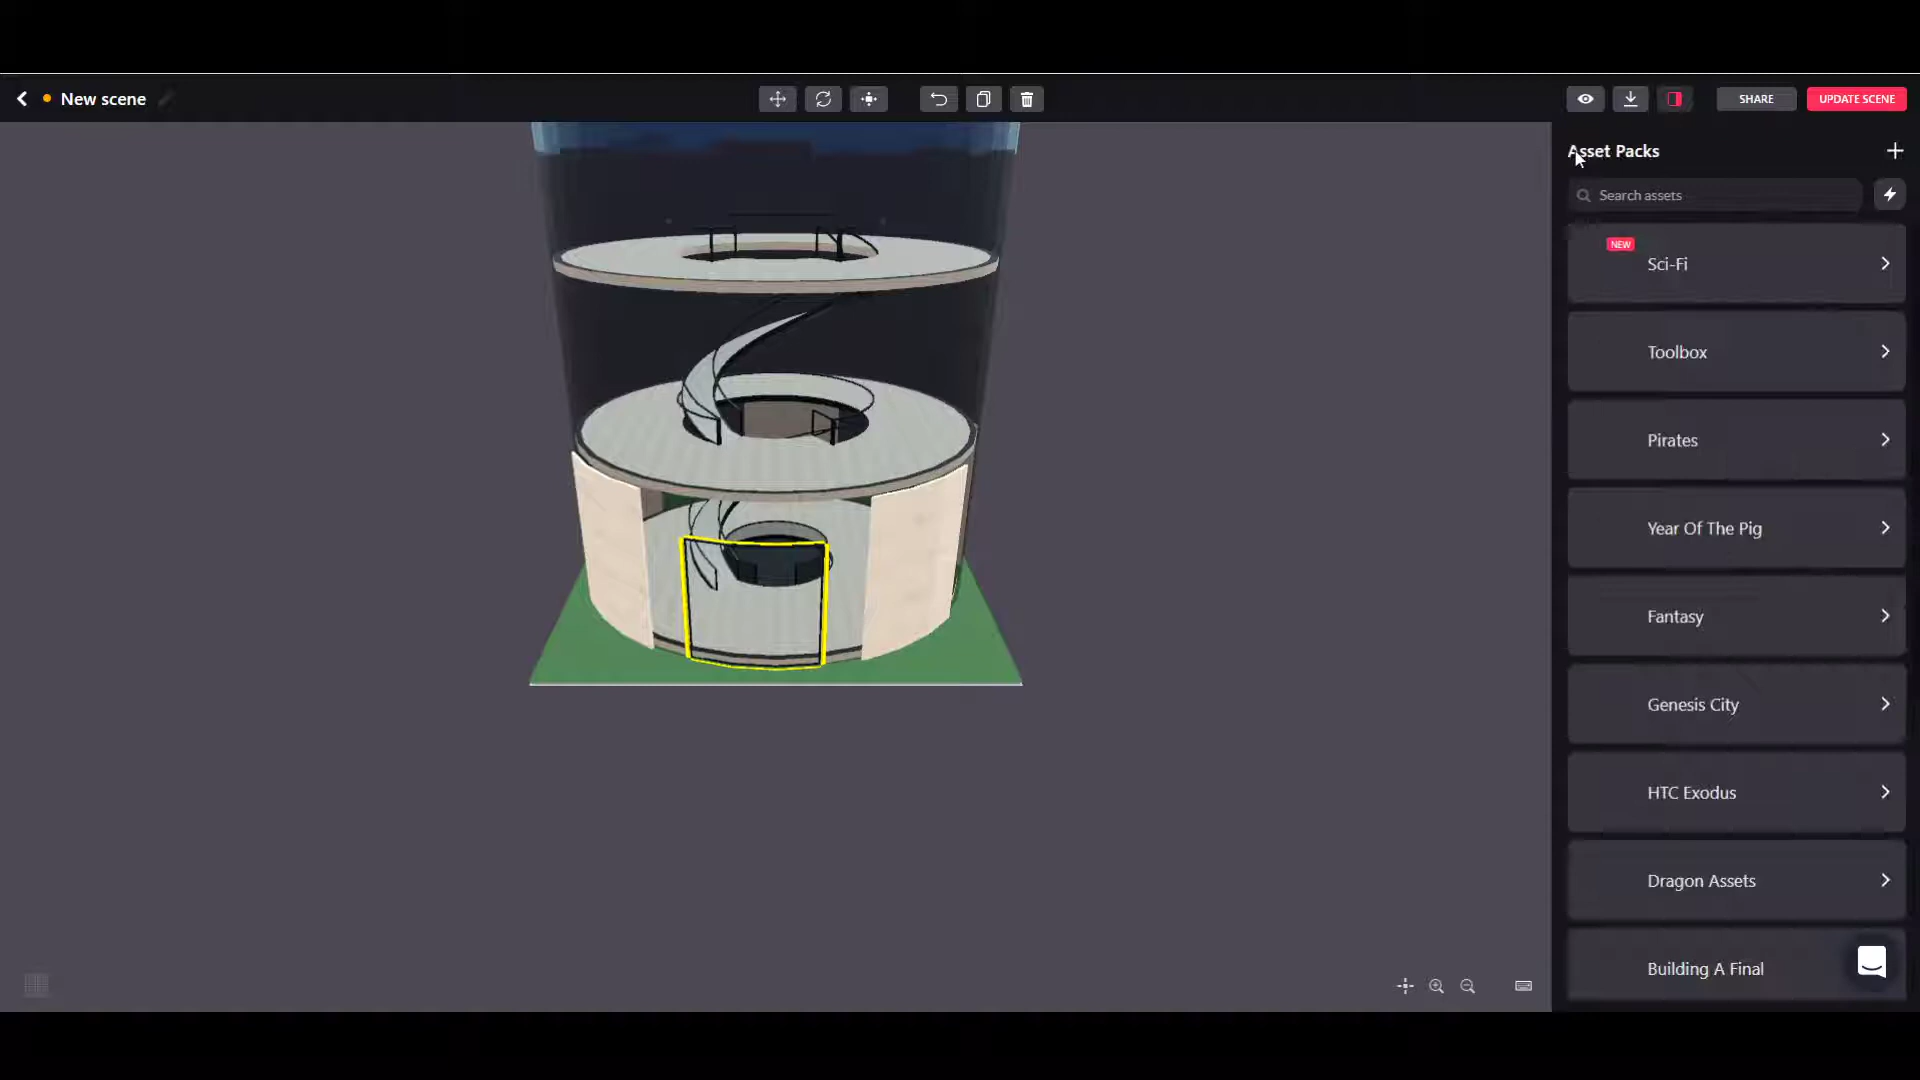 New scene
SHARE
UPDATE SCENE
Asset Packs
Search assets
NEW
Sci-Fi
Toolbox
Pirates
Year Of The Pig
Fantasy
Genesis City
HTC Exodus
Dragon Assets
Building A Final